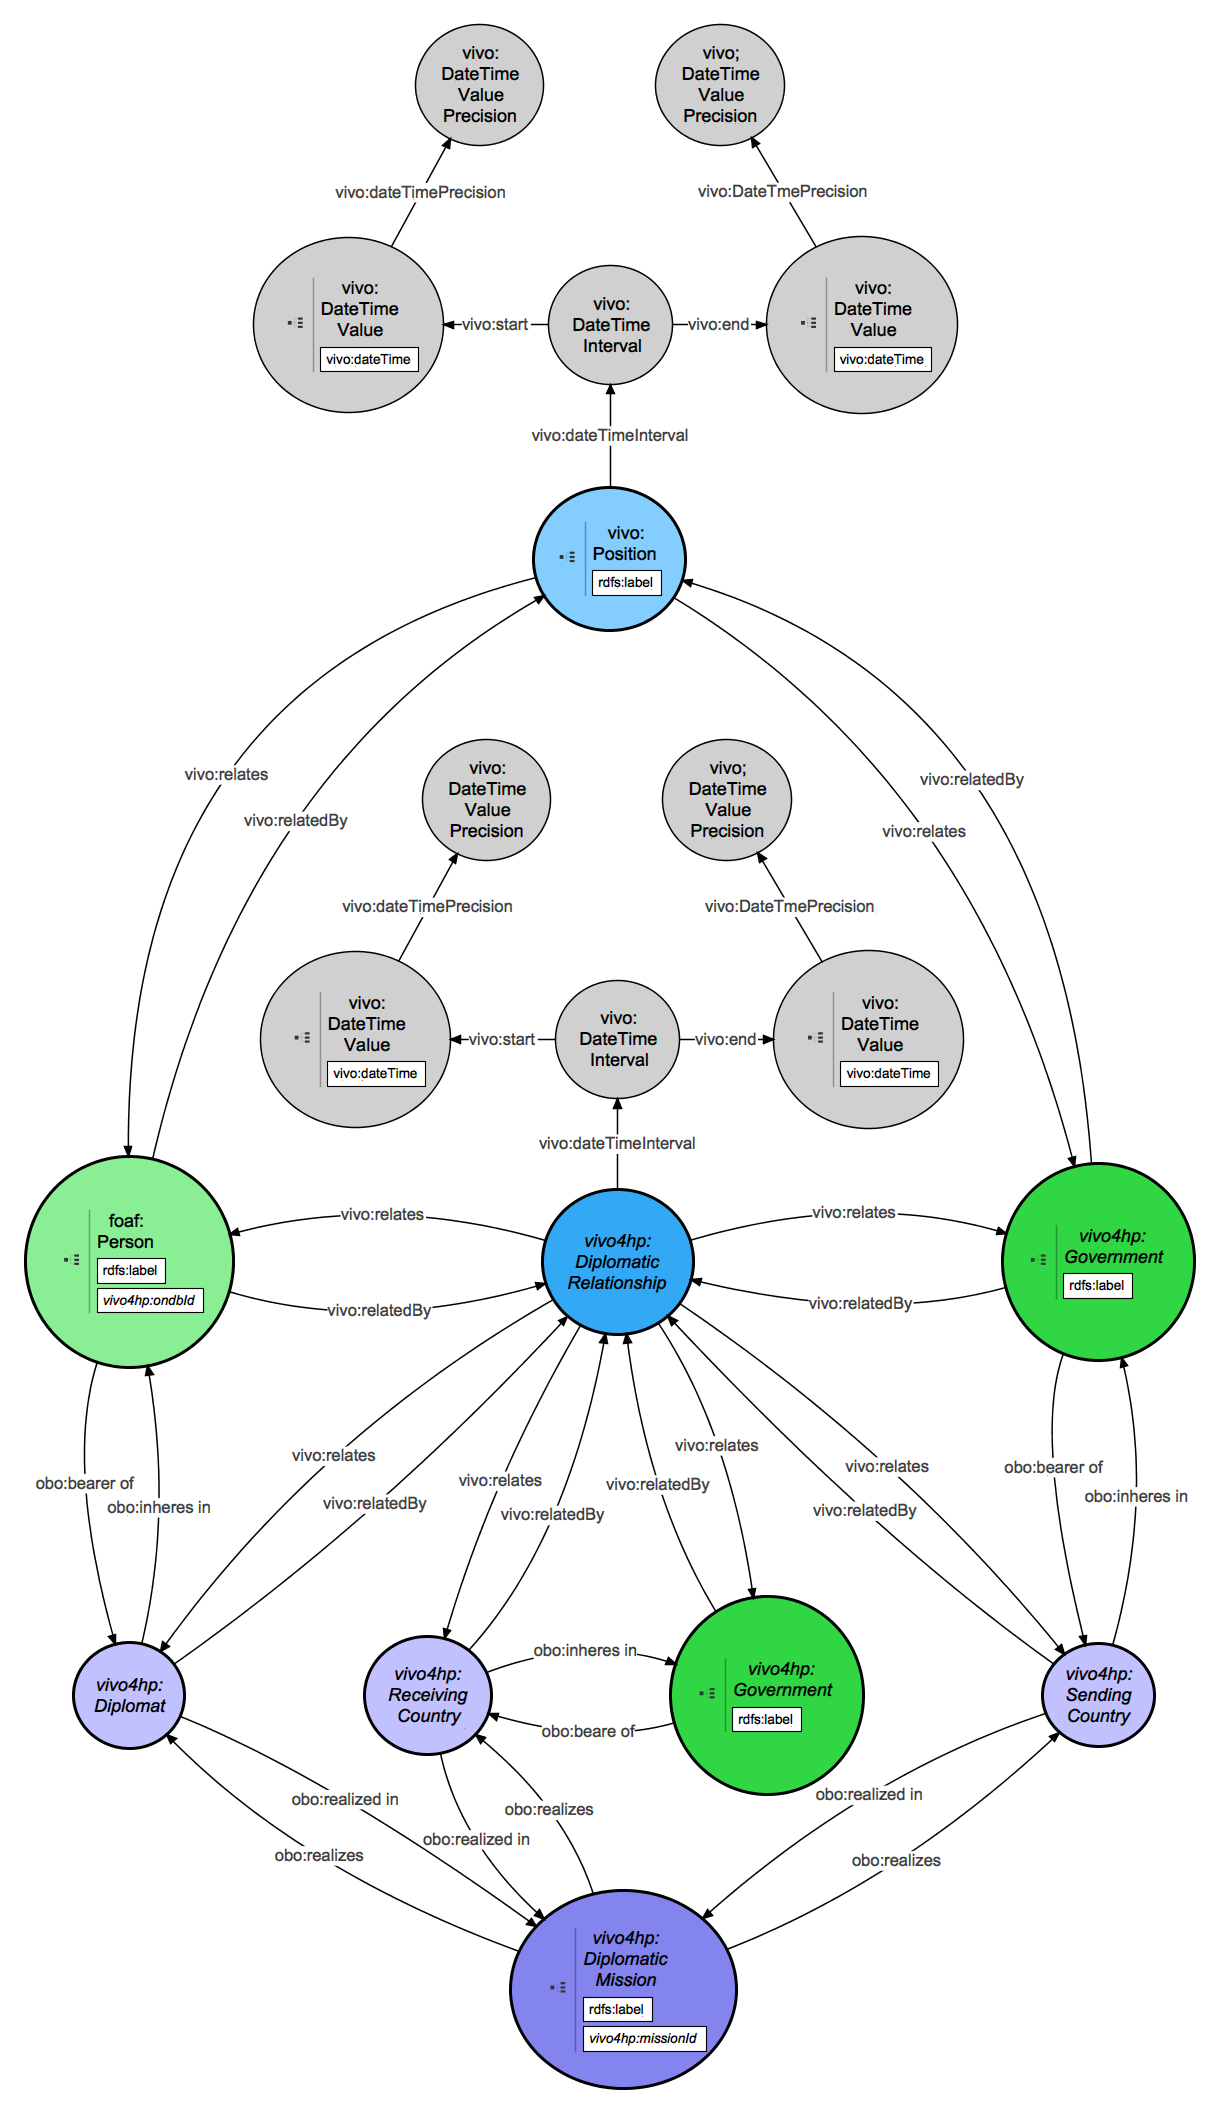 vivo:
DateTime
Value
Precision
vivo;
DateTime
Value
Precision
vivo:dateTimePrecision
vivo:DateTmePrecision
vivo:
DateTime
Value
vivo:dateTime
vivo:start
vivo:
DateTime
Interval
vivo:end
vivo:
DateTime
Value
vivo:dateTime
vivo:dateTimeInterval
vivo:
Position
rdfs:label
vivo:relates
vivo:relatedBy
vivo:relatedBy
vivo:relates
vivo:
DateTime
Value
Precision
vivo;
DateTime
Value
Precision
vivo:dateTimePrecision
vivo:DateTmePrecision
vivo:
DateTime
Value
vivo:dateTime
vivo:start
vivo:
DateTime
Interval
vivo:end
vivo:
DateTime
Value
vivo:dateTime
vivo:dateTimeInterval
foaf:
Person
rdfs:label
vivo4hp:ondbId
vivo:relates
vivo:relatedBy
vivo4hp:
Diplomatic
Relationship
vivo:relates
vivo:relatedBy
vivo4hp:
Government
rdfs:label
obo:bearer of
obo:inheres in
vivo:relates
vivo:relatedBy
vivo:relates
vivo:relatedBy
vivo:relates
vivo:relatedBy
vivo:relates
vivo:relatedBy
obo:bearer of
obo:inheres in
vivo4hp:
Diplomat
vivo4hp:
Receiving
Country
obo:inheres in
obo:beare of
vivo4hp:
Government
rdfs:label
vivo4hp:
Sending
Country
obo:realized in
obo:realizes
obo:realized in
obo:realizes
obo:realized in
obo:realizes
vivo4hp:
Diplomatic
Mission
rdfs:label
vivo4hp:missionId